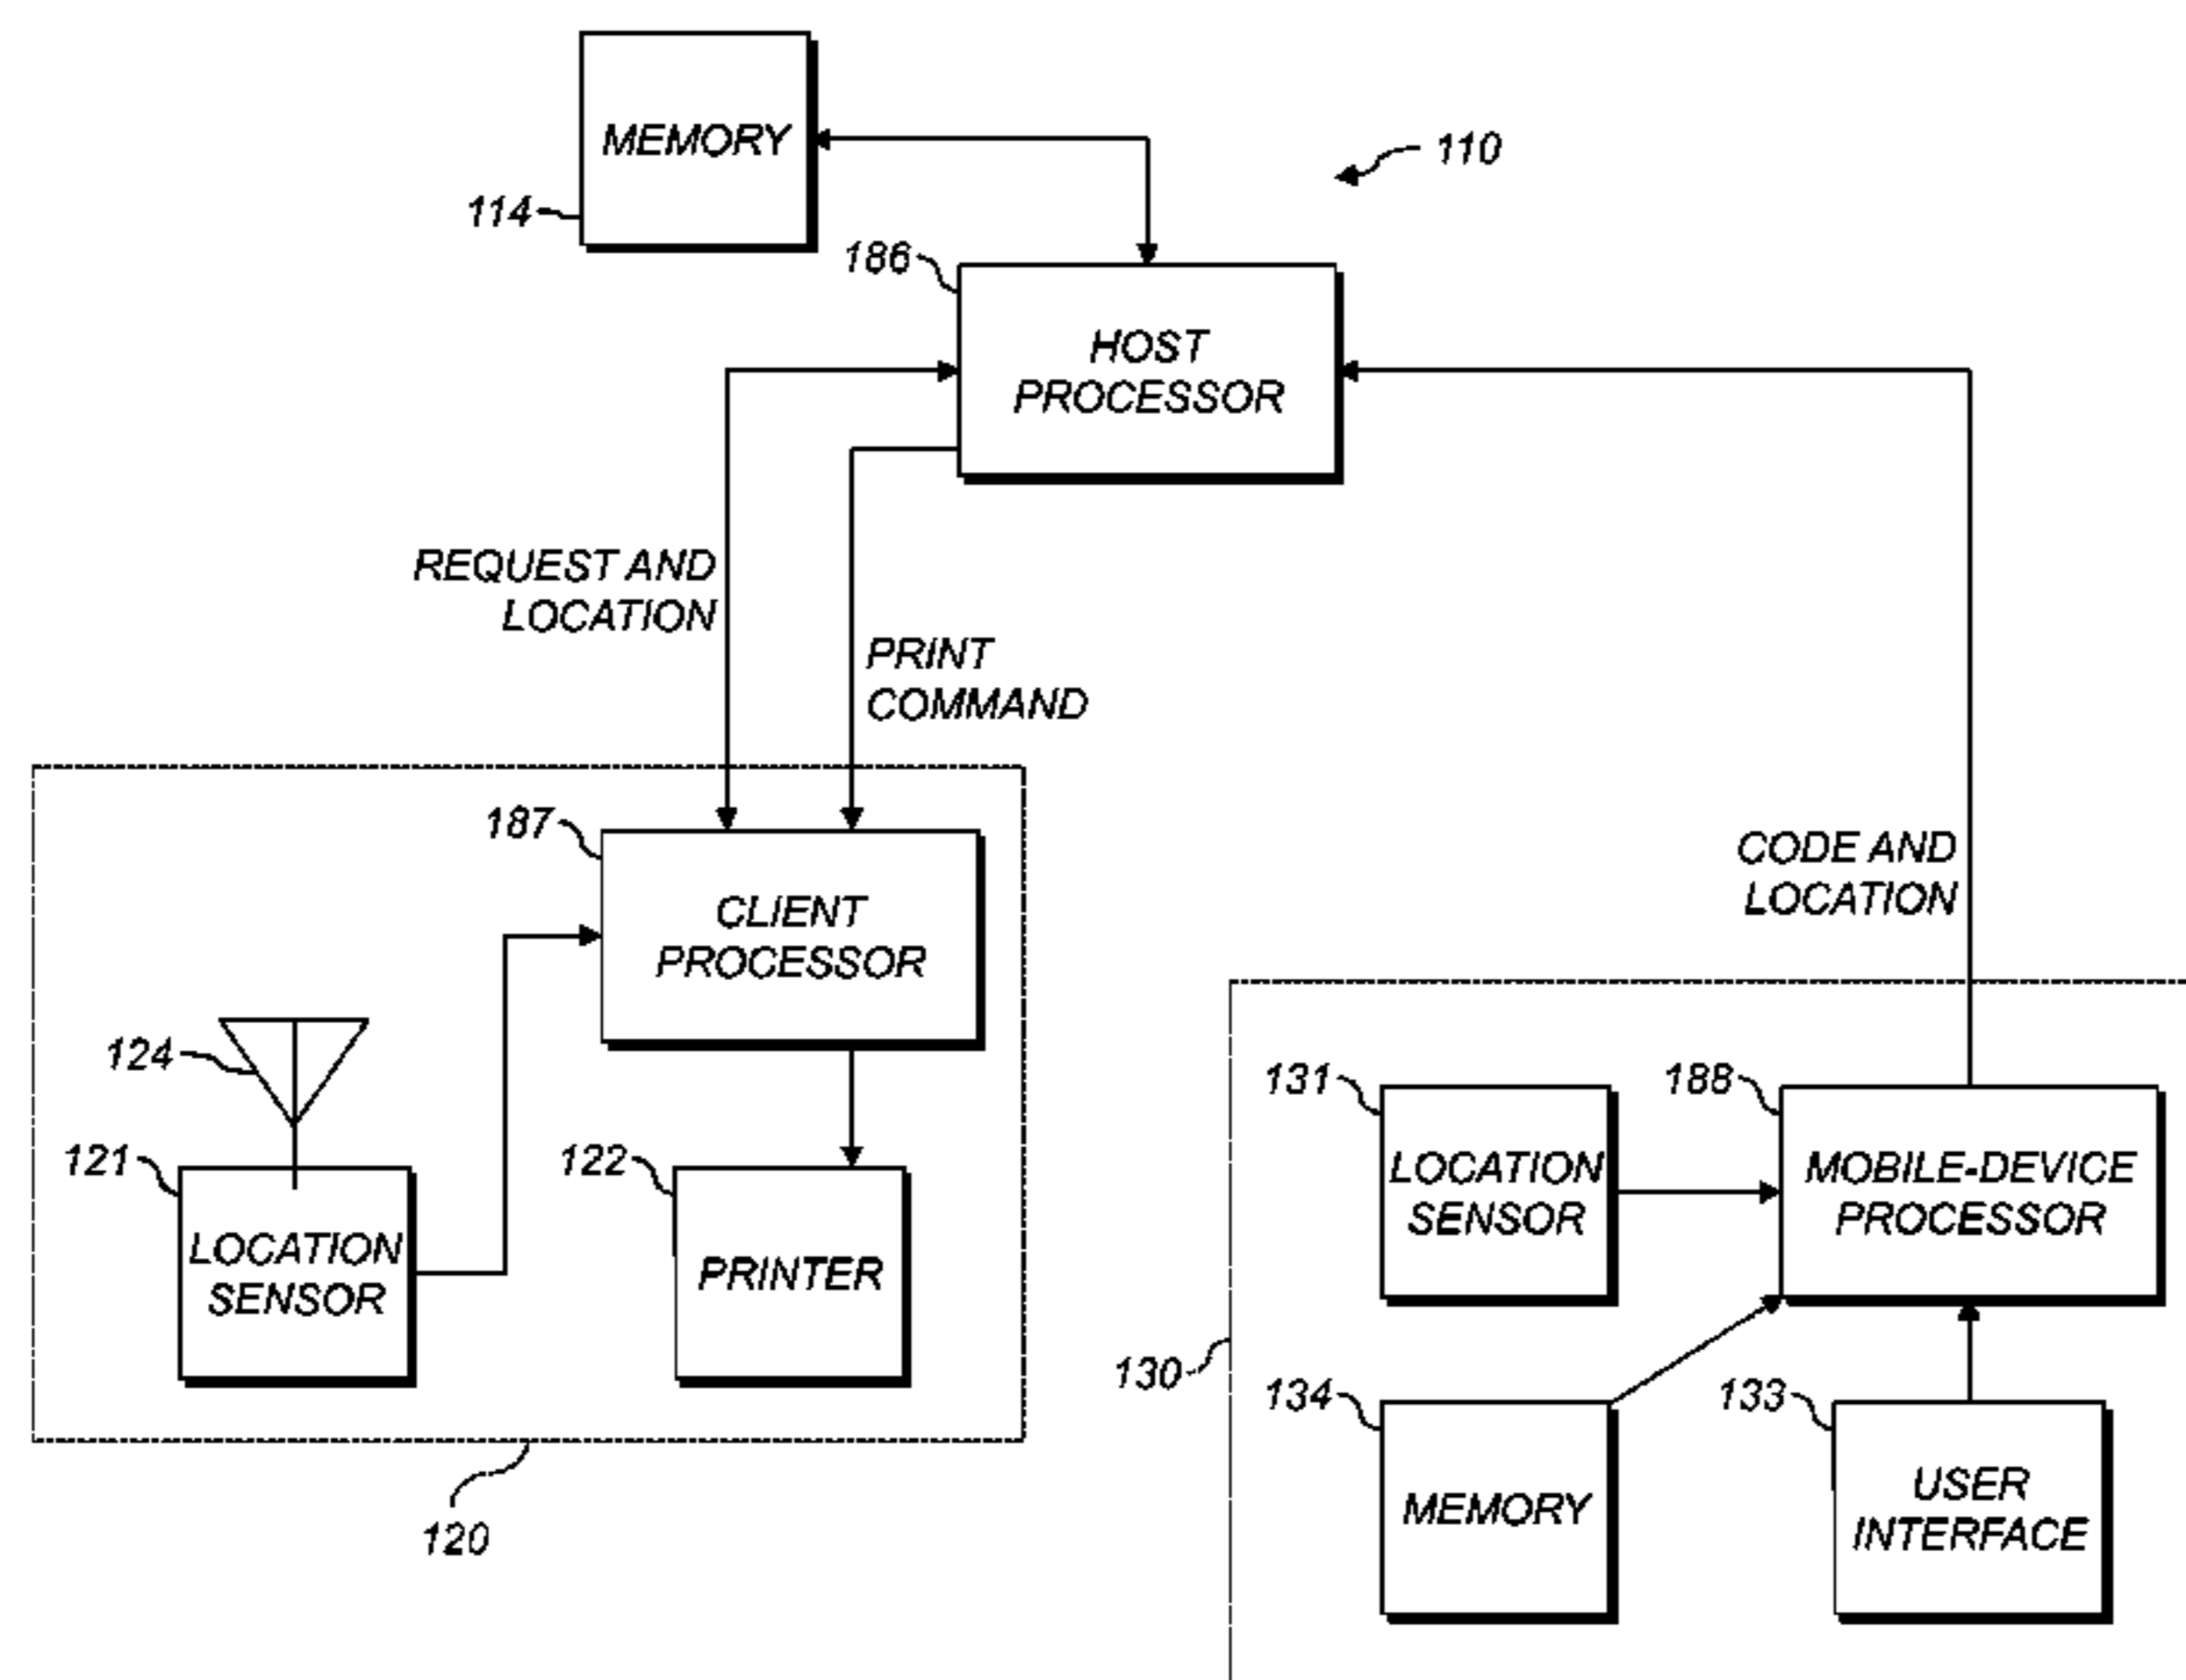 MEMORY
110
114
186
HOST
PROCESSOR
REQUEST AND
LOCATION
PRINT
COMMAND
187
CLIENT
PROCESSOR
CODE AND
LOCATION
124
131
188
121
122
LOCATION
SENSOR
MOBILE-DEVICE
PROCESSOR
LOCATION
SENSOR
PRINTER
130
134
133
MEMORY
USER
INTERFACE
120